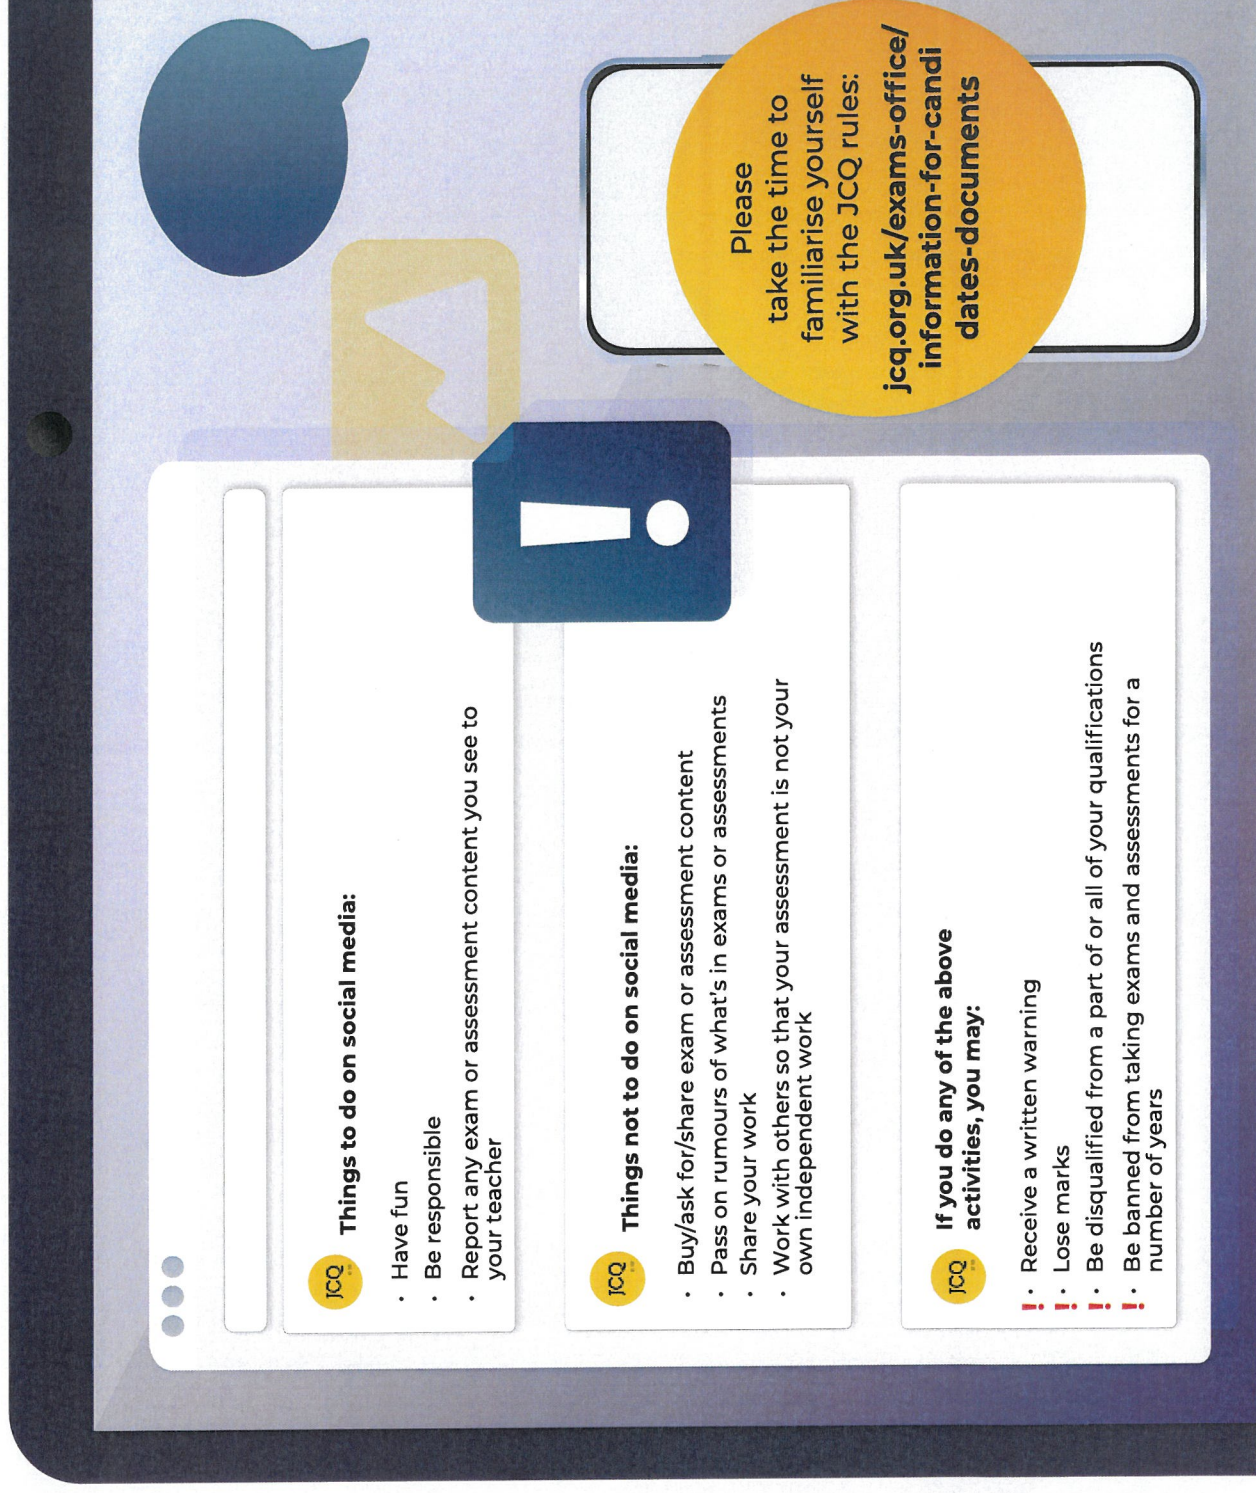 JCQ
Things to do on social media:
· Have fun
· Be responsible
· Report any exam or assessment content you see to
your teacher
JCQ
Things not to do on social media:
· Buy/ask for/share exam or assessment content
· Pass on rumours of what's in exams or assessments
· Share your work
· Work with others so that your assessment is not your
own independent work
JCQ
If you do any of the above
activities, you may:
! · Receive a written warning
! · Lose marks
! · Be disqualified from a part of or all of your qualifications
! · Be banned from taking exams and assessments for a
number of years
!
Please
take the time to
familiarise yourself
with the JCQ rules:
jcq.org.uk/exams-office/
information-for-candi
dates-documents